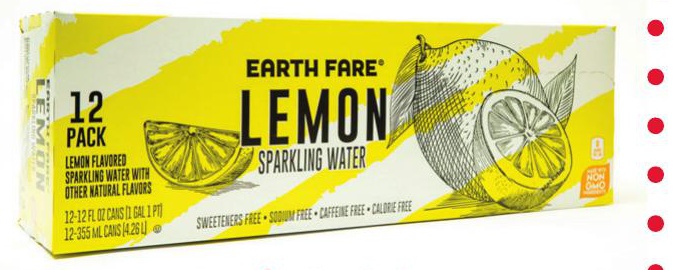 EARTH FARE®
LEMON
SPARKLING WATER
12
PACK
LEMON FLAVORED
SPARKLING WATER WITH
OTHER NATURAL FLAVORS
12-12 FL OZ CANS (1 GAL 1 PT)
12-355 ML CANS (4.26 L)
SWEETENERS FREE • SODIUM FREE • CAFFEINE FREE • CALORIE FREE
NON
GMO
LEMON